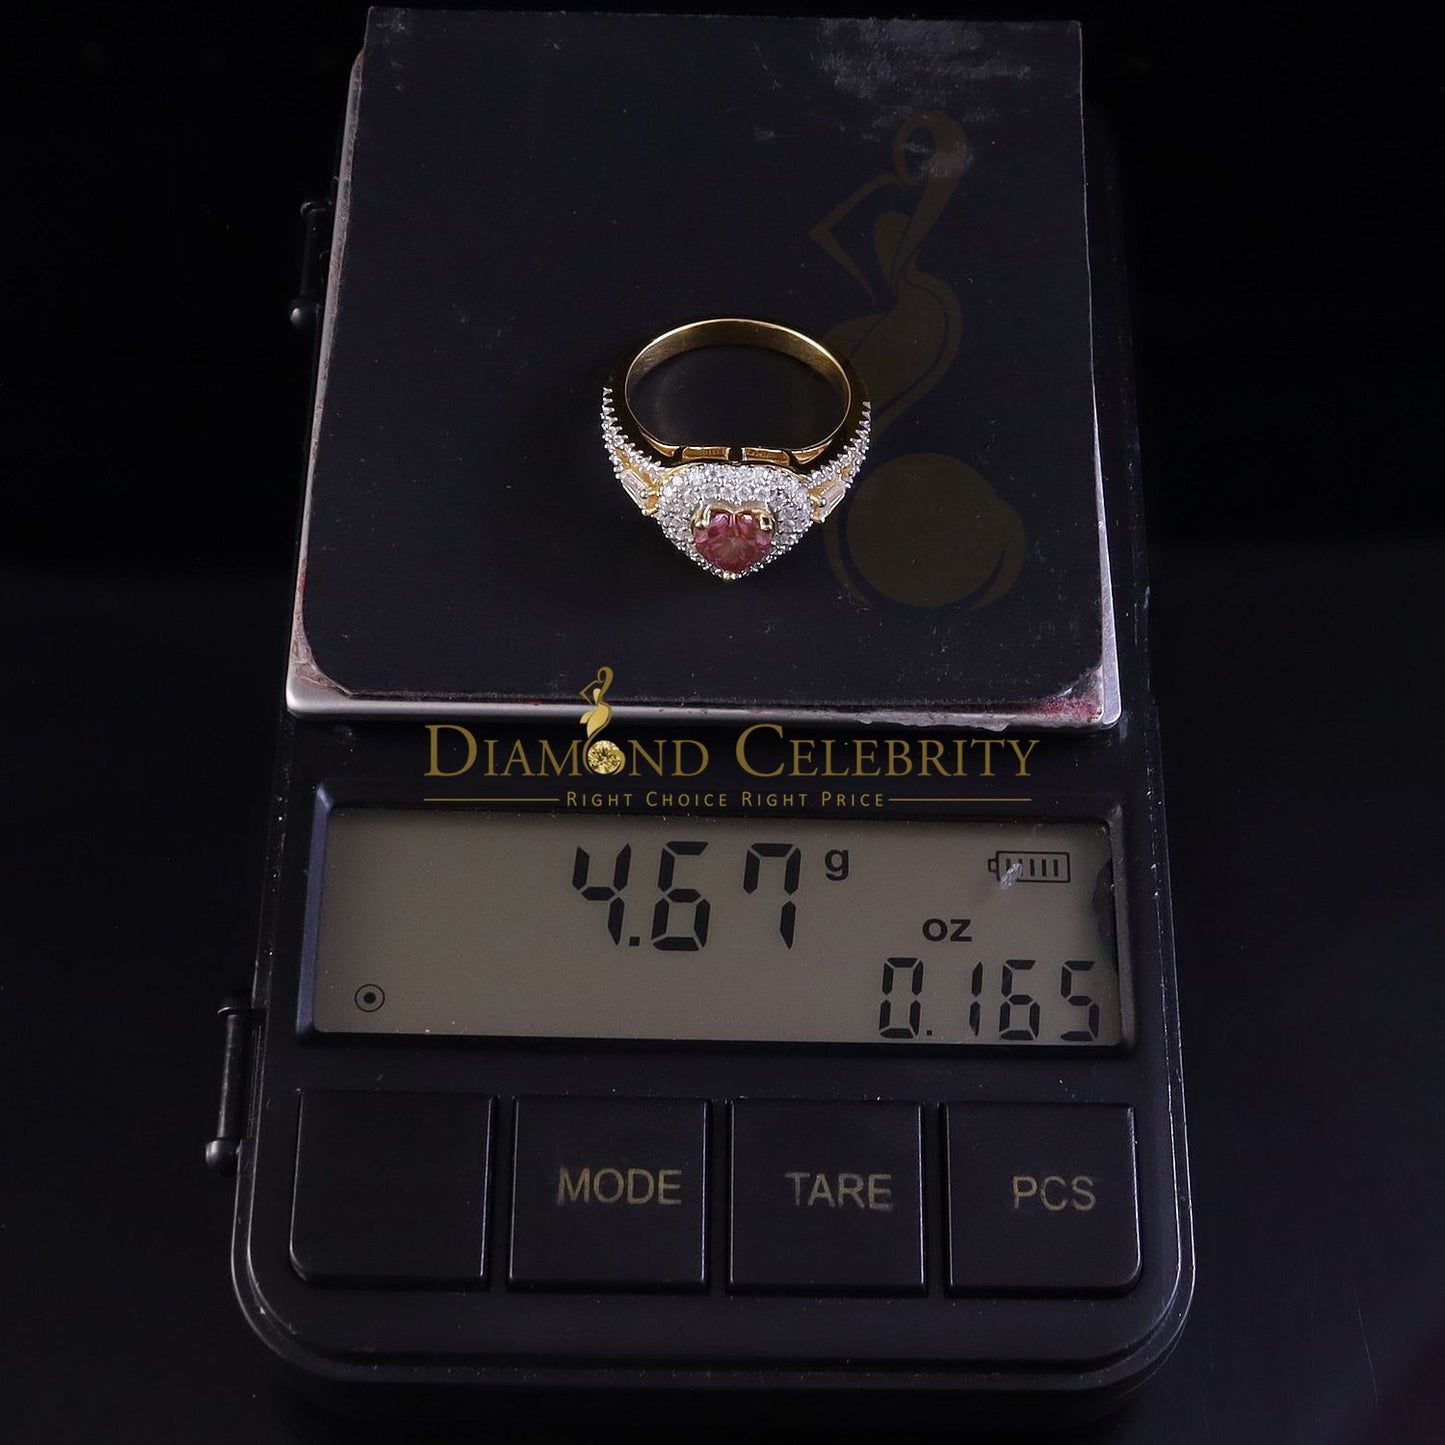 DIAMOND CELEBRITY
RIGHT CHOICE RIGHT PRICE
4.67 g
oz
0.165
MODE TARE PCS